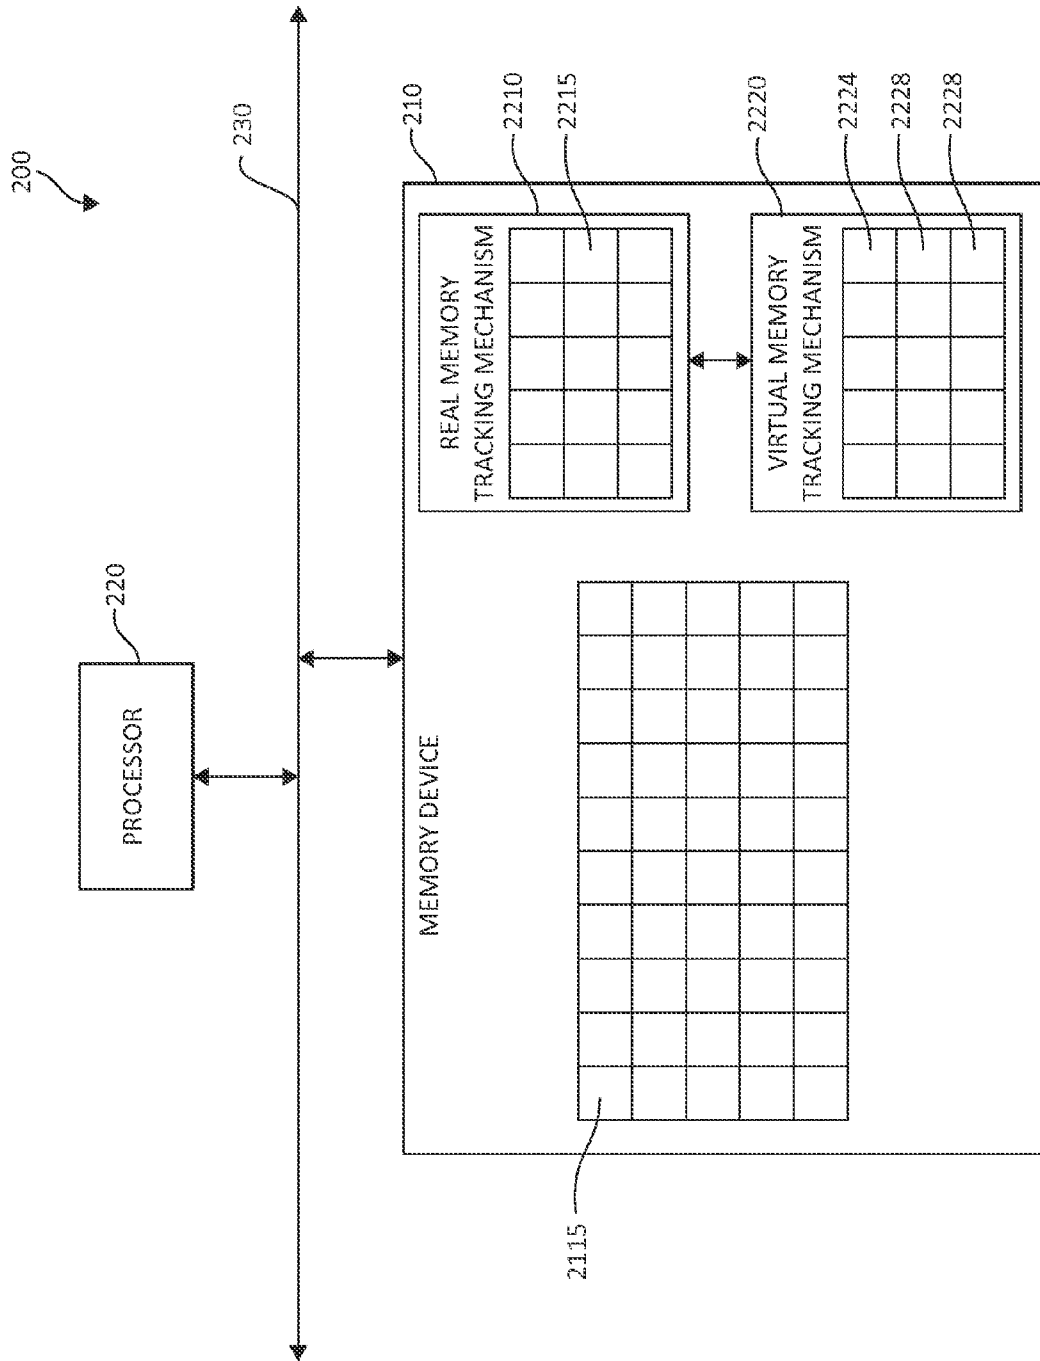 200
PROCESSOR
220
230
MEMORY DEVICE
210
REAL MEMORY
TRACKING MECHANISM
2210
2215
VIRTUAL MEMORY
TRACKING MECHANISM
2220
2224
2228
2228
2115